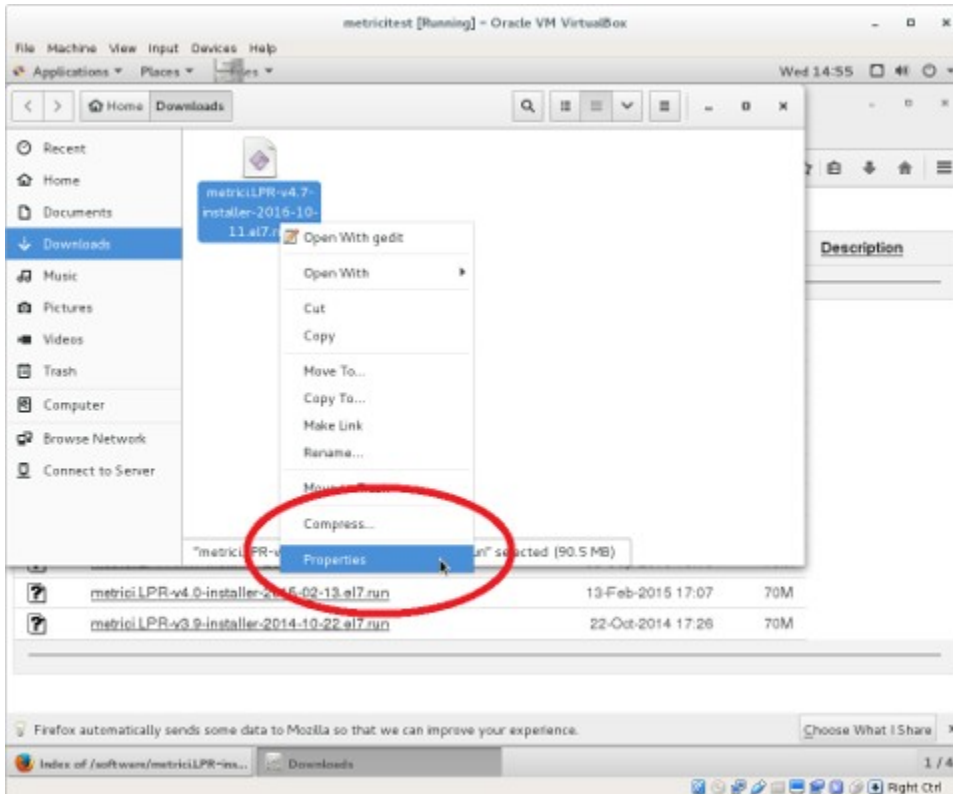 metricitest [Running] - Oracle VM VirtualBox
File Machine View Input Devices Help
Applications Places Files Wed 14:55
Home Downloads
Recent
Home
Documents
Downloads
Music
Pictures
Videos
Trash
Computer
Browse Network
Connect to Server
metrici.LPR-v4.7-
installer-2016-10-
11.el7.r
Open With gedit
Open With
Cut
Copy
Move To...
Copy To...
Make Link
Rename...
Compress...
Properties
"metrici.LPR-v un" selected (90.5 MB)
Description
metrici.LPR-v4.0-installer-2015-02-13.el7.run 13-Feb-2015 17:07 70M
metrici.LPR-v3.9-installer-2014-10-22.el7.run 22-Oct-2014 17:26 70M
Firefox automatically sends some data to Mozilla so that we can improve your experience. Choose What I Share
Index of /software/metrici.LPR-ins... Downloads 1 / 4
Right Ctrl